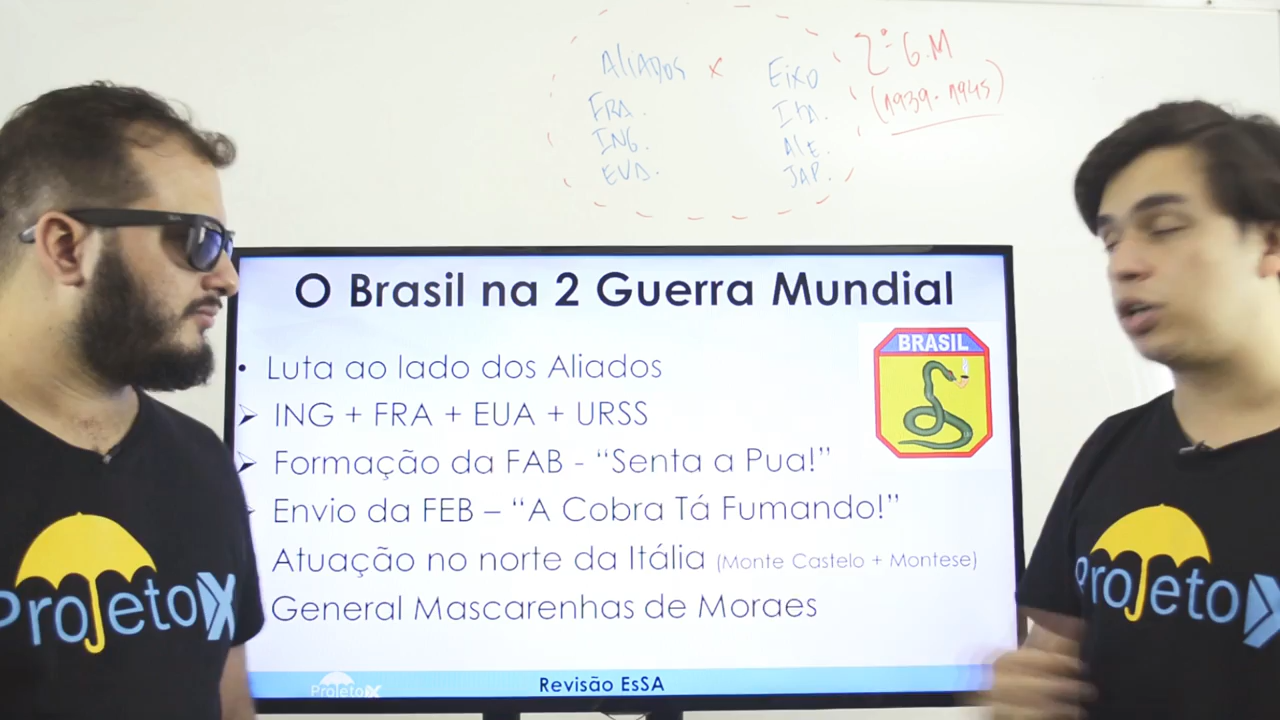 Aliados x Eixo
2ª G.M
(1939-1945)
FRA. Ita.
ING. Ale.
EUA. JAP.
O Brasil na 2 Guerra Mundial
• Luta ao lado dos Aliados
➢ ING + FRA + EUA + URSS
➢ Formação da FAB - “Senta a Pua!”
➢ Envio da FEB – “A Cobra Tá Fumando!”
Atuação no norte da Itália (Monte Castelo + Montese)
General Mascarenhas de Moraes
BRASIL
ProjetoX
Revisão EsSA
ProjetoX
ProjetoX